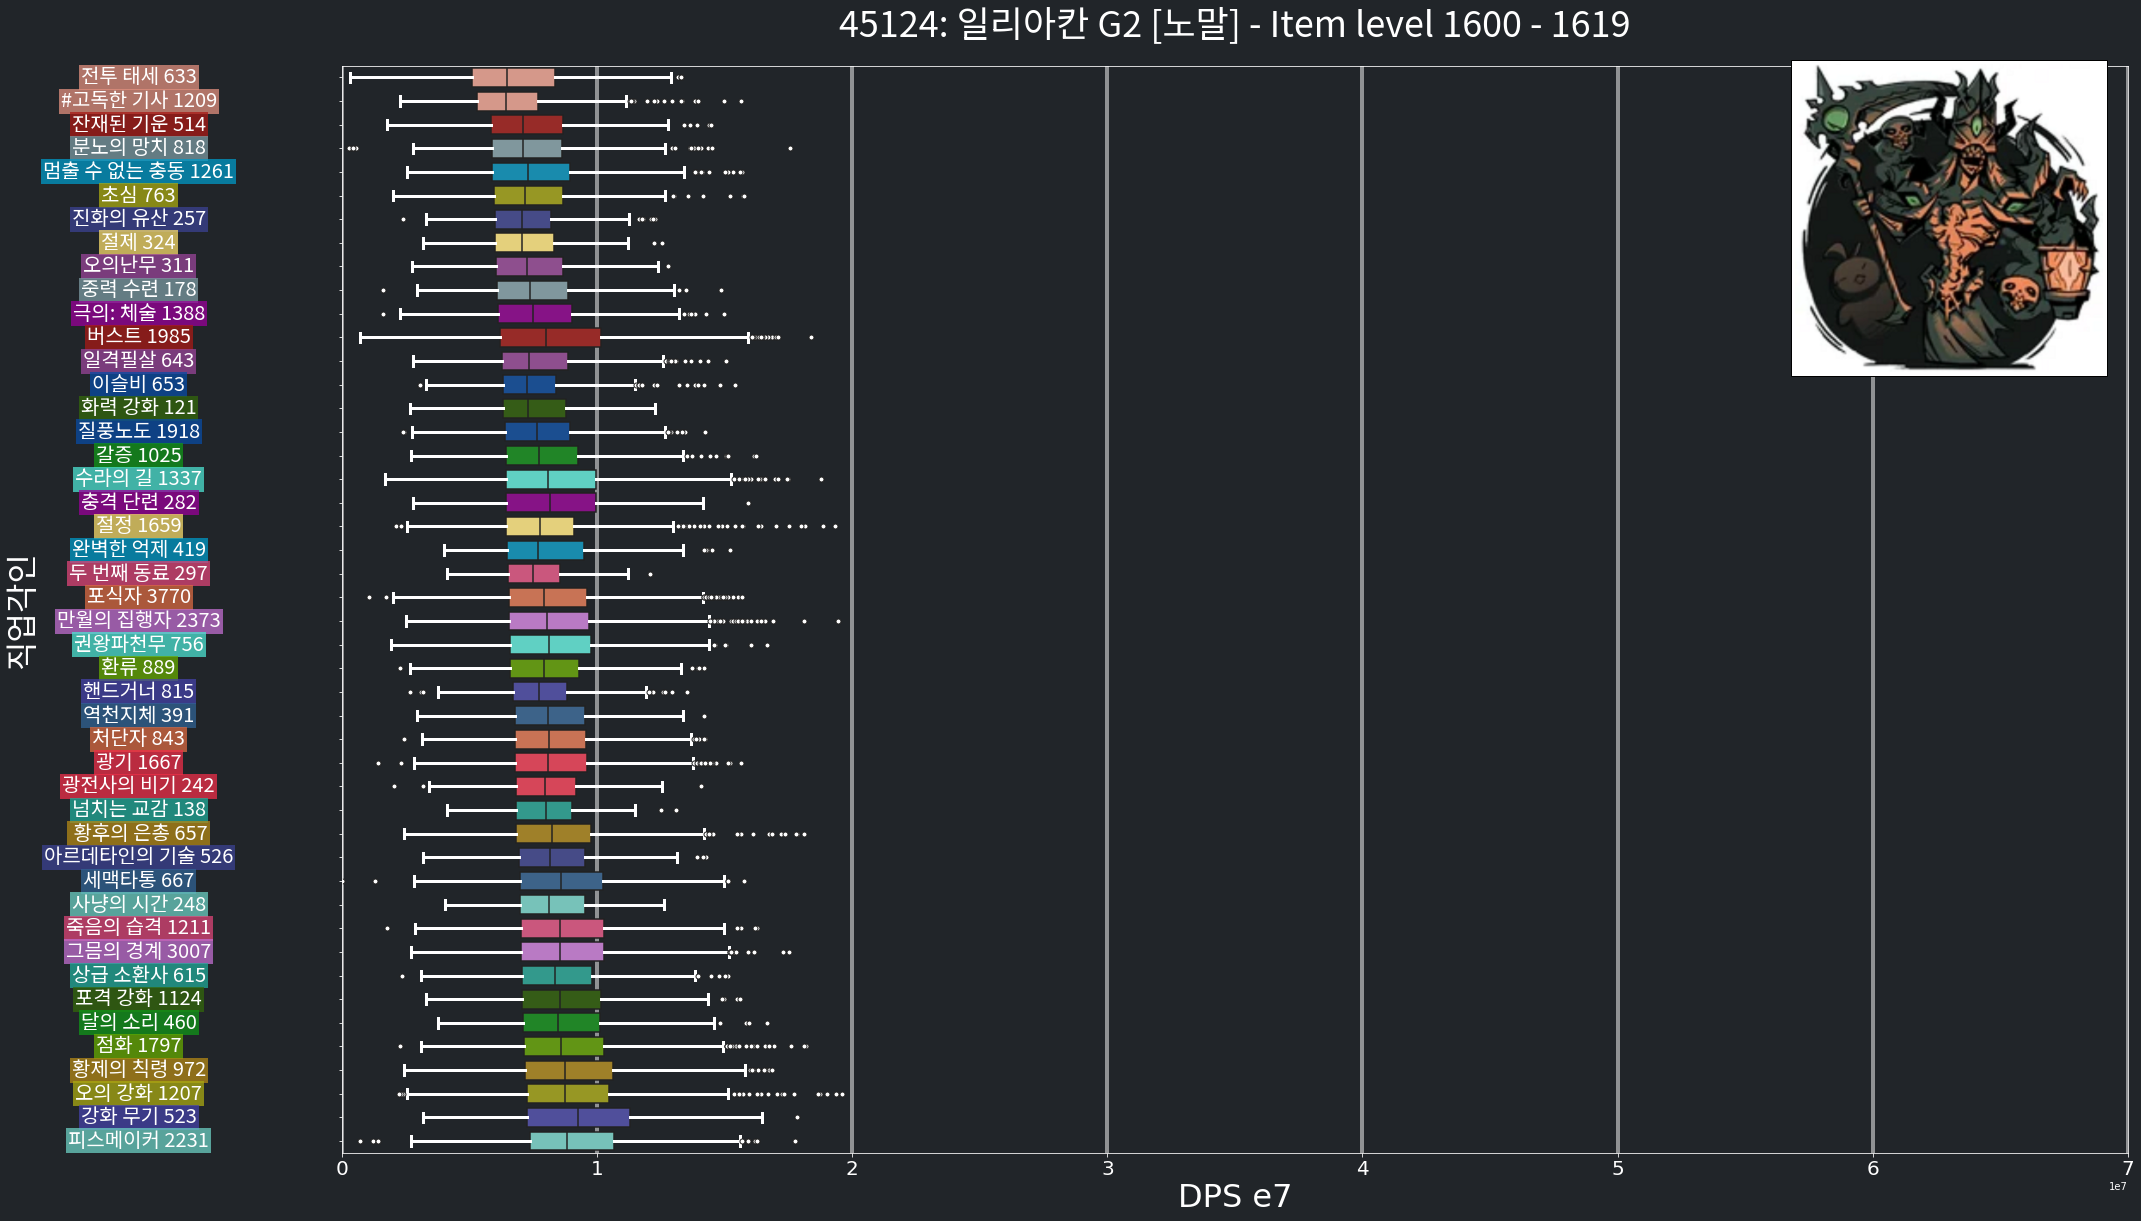 45124: 일리아칸 G2 [노말] - Item level 1600 - 1619
직업각인
전투 태세 633
#고독한 기사 1209
잔재된 기운 514
분노의 망치 818
멈출 수 없는 충동 1261
초심 763
진화의 유산 257
절제 324
오의난무 311
중력 수련 178
극의: 체술 1388
버스트 1985
일격필살 643
이슬비 653
화력 강화 121
질풍노도 1918
갈증 1025
수라의 길 1337
충격 단련 282
절정 1659
완벽한 억제 419
두 번째 동료 297
포식자 3770
만월의 집행자 2373
권왕파천무 756
환류 889
핸드거너 815
역천지체 391
처단자 843
광기 1667
광전사의 비기 242
넘치는 교감 138
황후의 은총 657
아르데타인의 기술 526
세맥타통 667
사냥의 시간 248
죽음의 습격 1211
그믐의 경계 3007
상급 소환사 615
포격 강화 1124
달의 소리 460
점화 1797
황제의 칙령 972
오의 강화 1207
강화 무기 523
피스메이커 2231
0 1 2 3 4 5 6 7
DPS e7
1e7